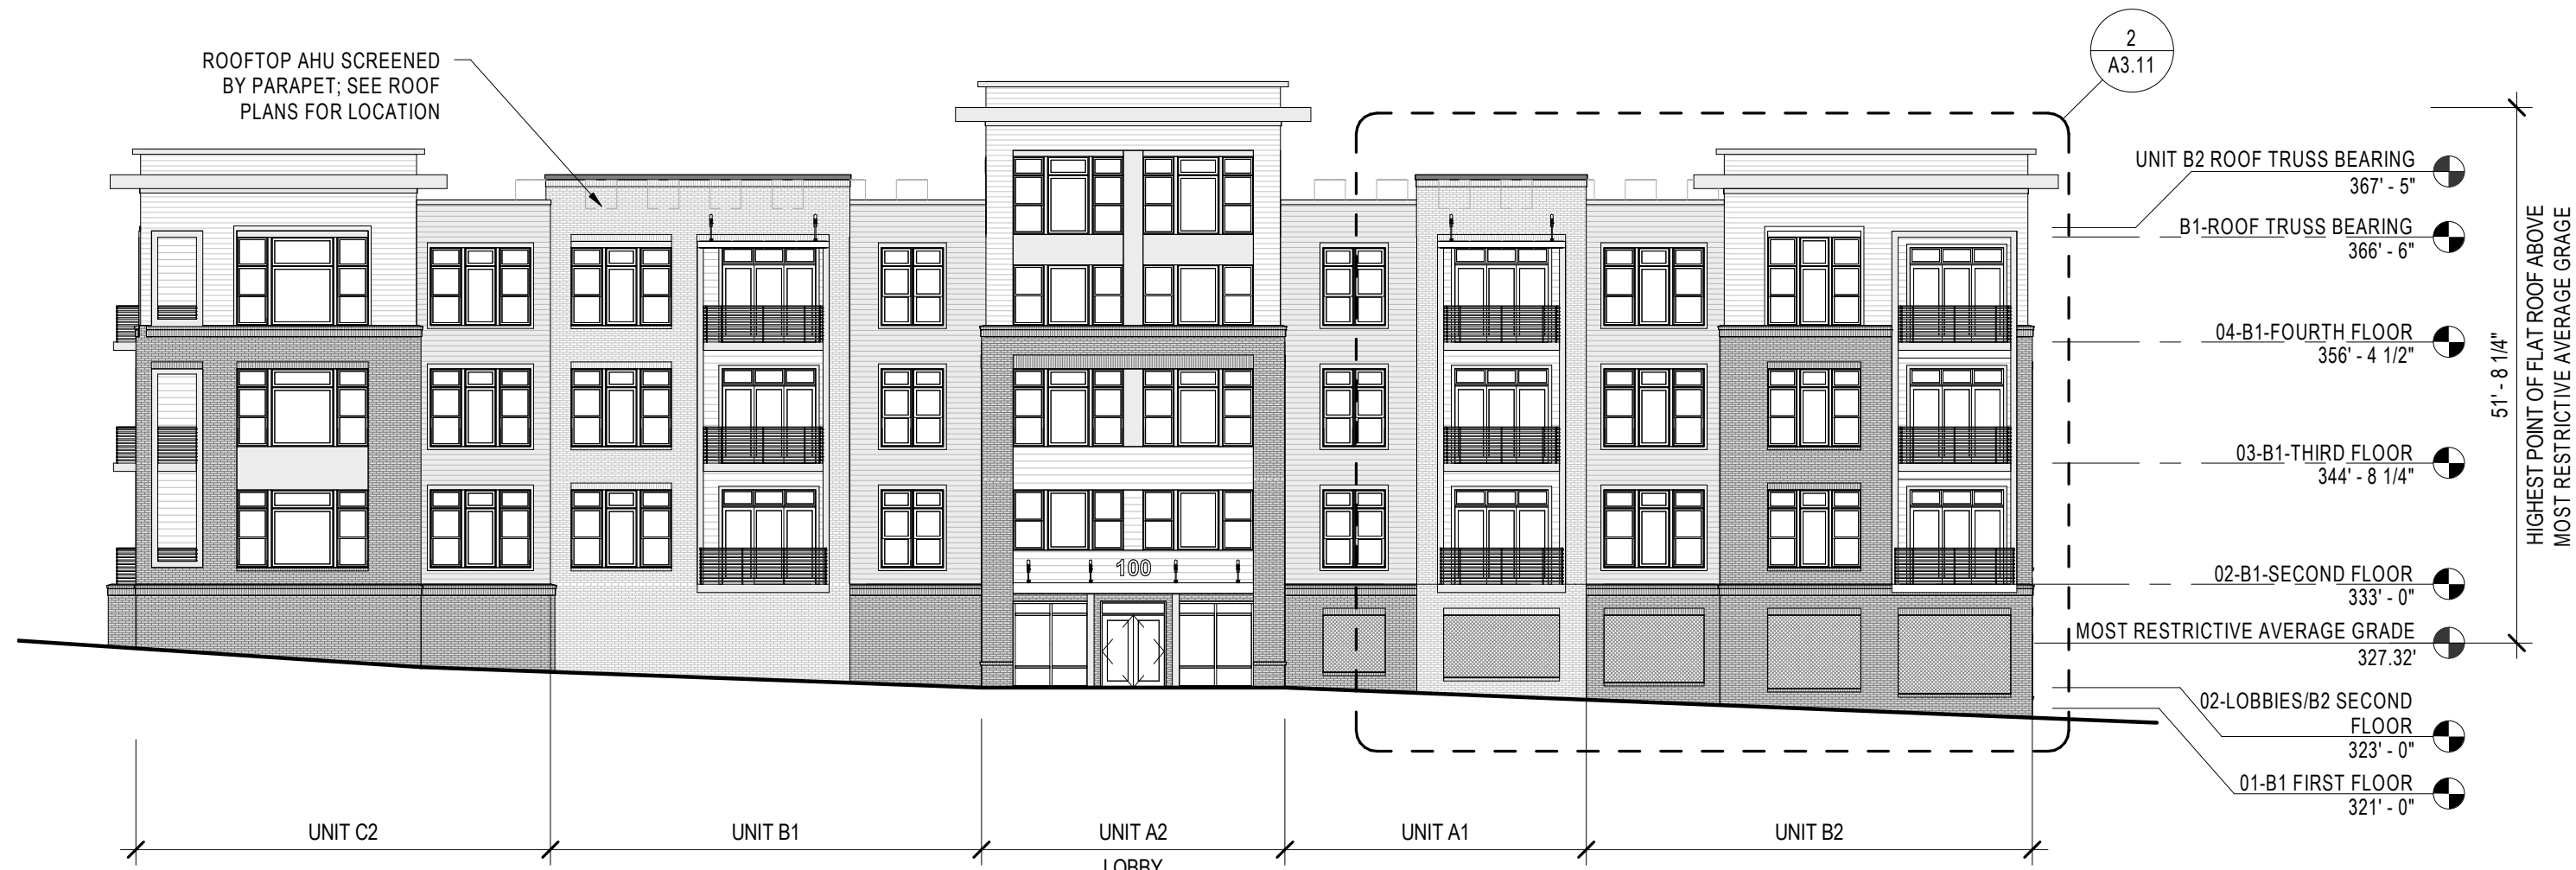 ROOFTOP AHU SCREENED
BY PARAPET; SEE ROOF
PLANS FOR LOCATION
2
A3.11
UNIT B2 ROOF TRUSS BEARING
367' - 5"
B1-ROOF TRUSS BEARING
366' - 6"
04-B1-FOURTH FLOOR
356' - 4 1/2"
03-B1-THIRD FLOOR
344' - 8 1/4"
02-B1-SECOND FLOOR
333' - 0"
MOST RESTRICTIVE AVERAGE GRADE
327.32'
02-LOBBIES/B2 SECOND
FLOOR
323' - 0"
01-B1 FIRST FLOOR
321' - 0"
51' - 8 1/4"
HIGHEST POINT OF FLAT ROOF ABOVE
MOST RESTRICTIVE AVERAGE GRAGE
100
UNIT C2
UNIT B1
UNIT A2
LOBBY
UNIT A1
UNIT B2